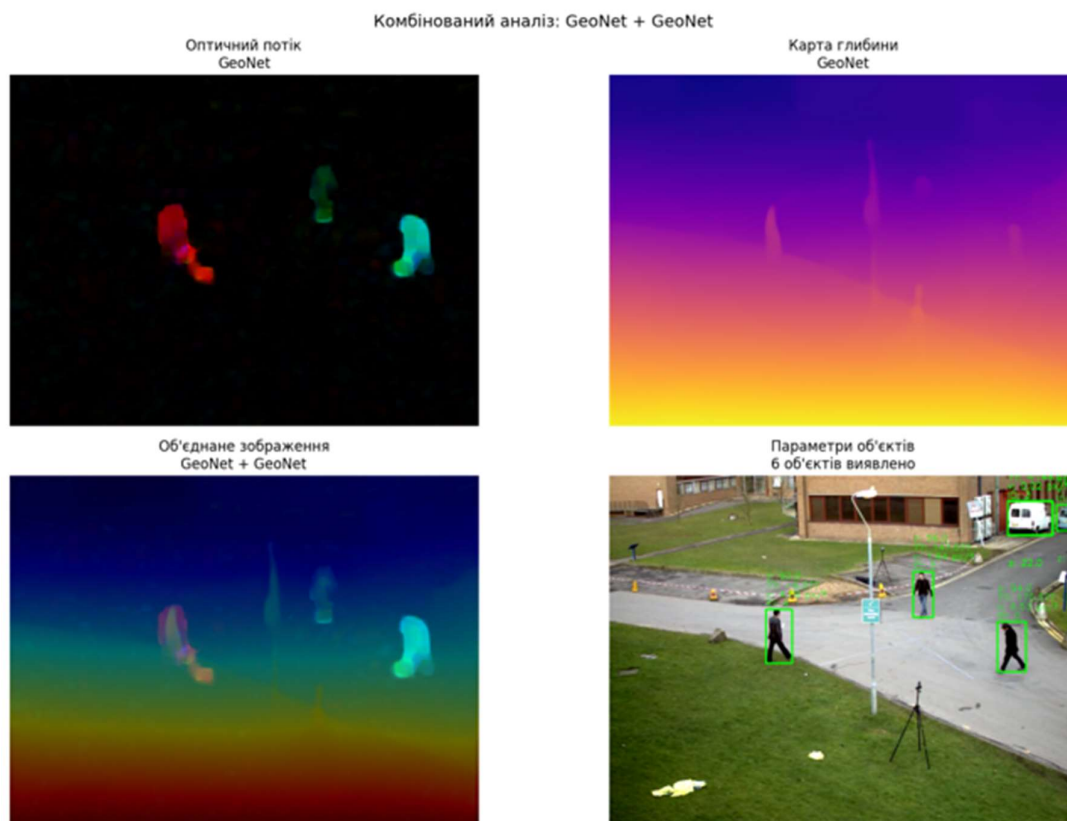 Комбінований аналіз: GeoNet + GeoNet
Оптичний потік
GeoNet
Карта глибини
GeoNet
Об'єднане зображення
GeoNet + GeoNet
Параметри об'єктів
6 об'єктів виявлено